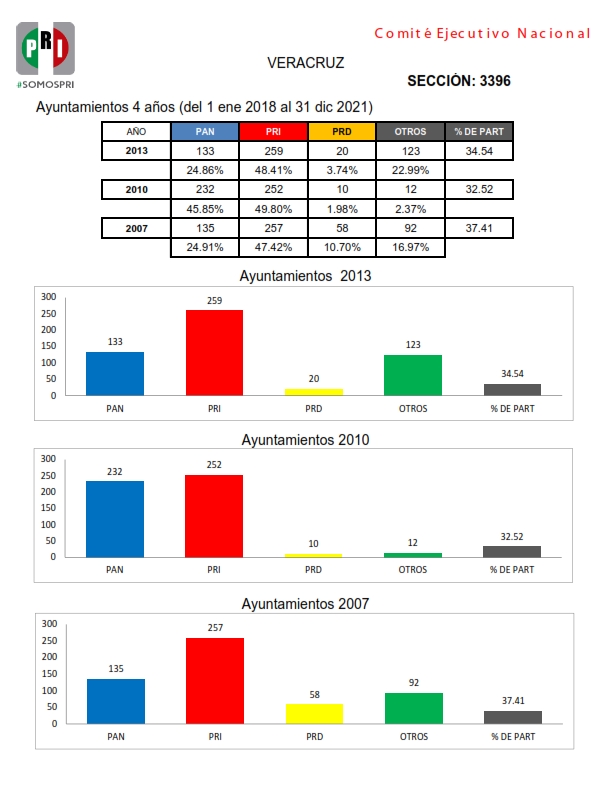 PRI
#SOMOSPRI
Comité Ejecutivo Nacional
VERACRUZ
SECCIÓN: 3396
Ayuntamientos 4 años (del 1 ene 2018 al 31 dic 2021)
AÑO PAN PRI PRD OTROS % DE PART
2013 133 259 20 123 34.54
24.86% 48.41% 3.74% 22.99%
2010 232 252 10 12 32.52
45.85% 49.80% 1.98% 2.37%
2007 135 257 58 92 37.41
24.91% 47.42% 10.70% 16.97%
Ayuntamientos 2013
300
250
200
150
100
50
0
133
259
20
123
34.54
PAN PRI PRD OTROS % DE PART
Ayuntamientos 2010
300
250
200
150
100
50
0
232
252
10
12
32.52
PAN PRI PRD OTROS % DE PART
Ayuntamientos 2007
300
250
200
150
100
50
0
135
257
58
92
37.41
PAN PRI PRD OTROS % DE PART